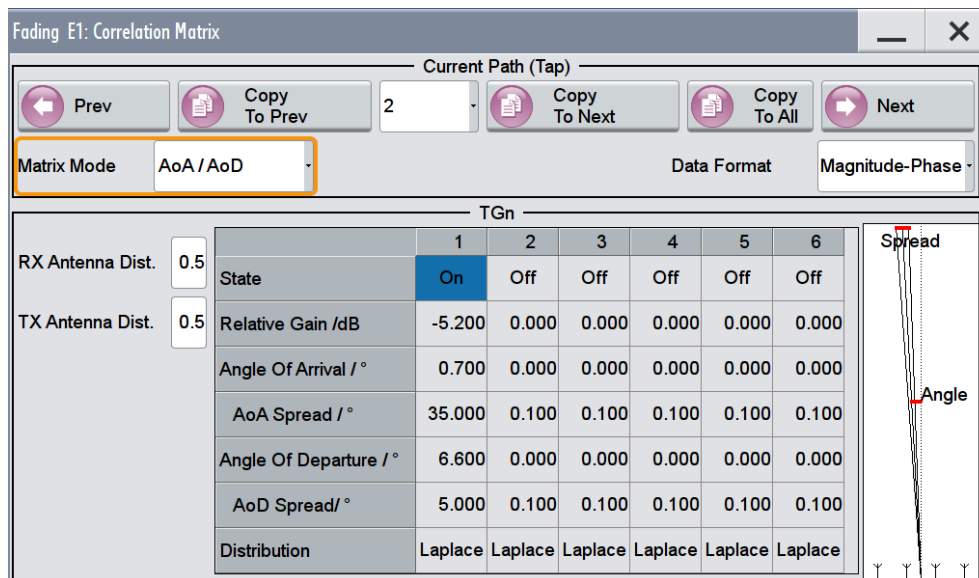 Fading E1: Correlation Matrix
Current Path (Tap)
Prev
Copy
To Prev
2
Copy
To Next
Copy
To All
Next
Matrix Mode AoA / AoD Data Format Magnitude-Phase
TGn
RX Antenna Dist. 0.5
TX Antenna Dist. 0.5
1 2 3 4 5 6
State On Off Off Off Off Off
Relative Gain /dB -5.200 0.000 0.000 0.000 0.000 0.000
Angle Of Arrival / ° 0.700 0.000 0.000 0.000 0.000 0.000
AoA Spread / ° 35.000 0.100 0.100 0.100 0.100 0.100
Angle Of Departure / ° 6.600 0.000 0.000 0.000 0.000 0.000
AoD Spread/ ° 5.000 0.100 0.100 0.100 0.100 0.100
Distribution Laplace Laplace Laplace Laplace Laplace Laplace
Spread
Angle